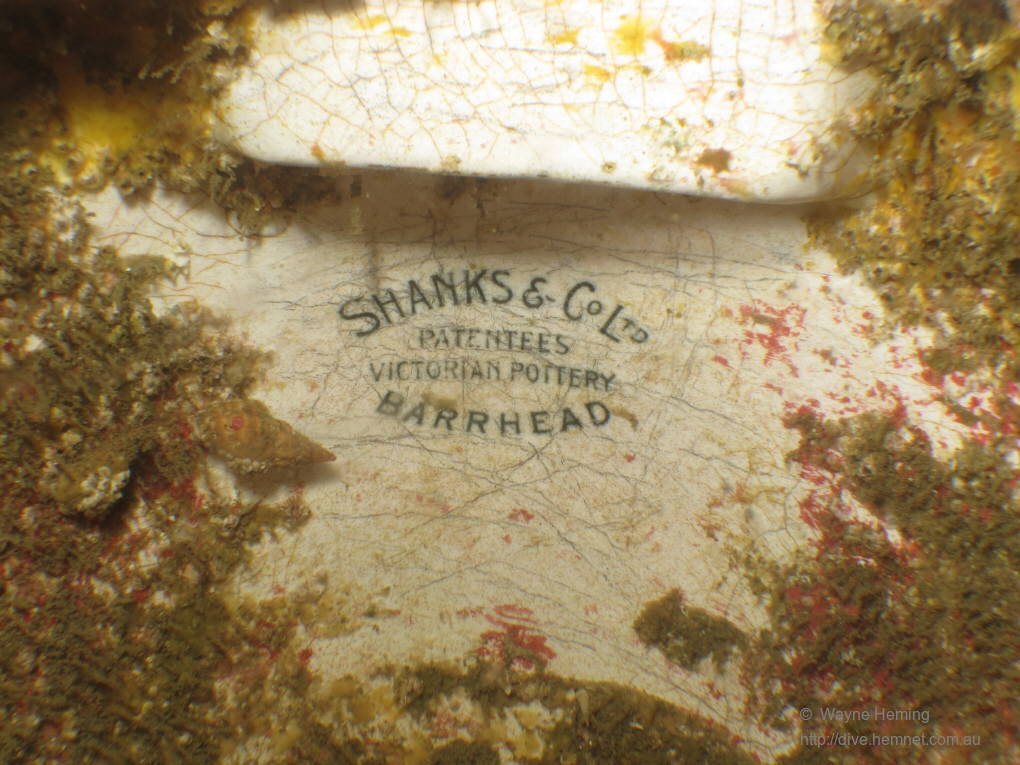 SHANKS & Co LTD
PATENTEES
VICTORIAN POTTERY
BARRHEAD
© Wayne Heming
http://dive.hemnet.com.au